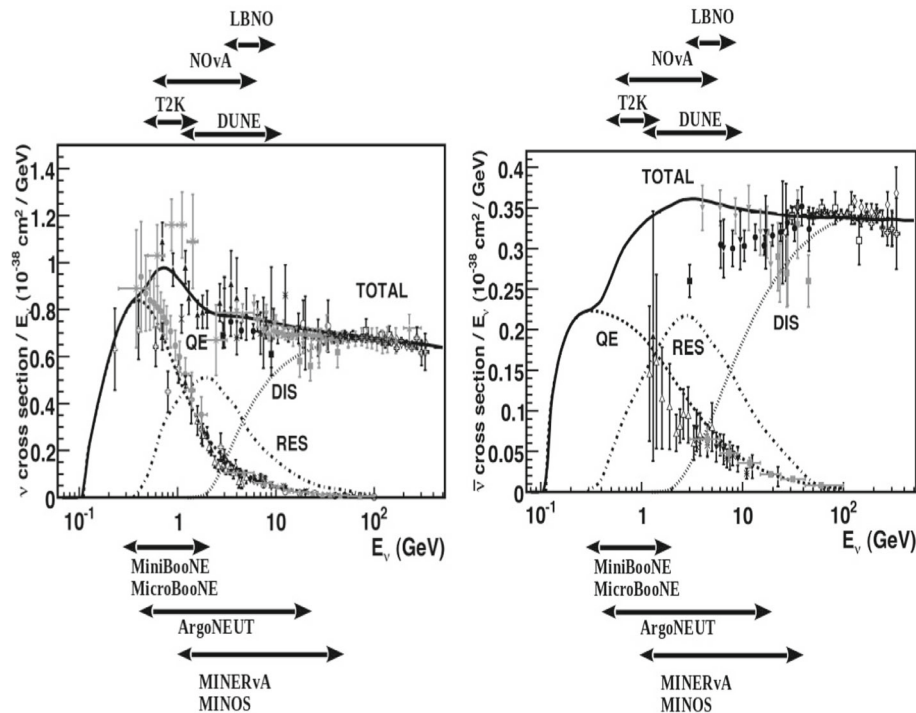 LBNO
NOvA
T2K
DUNE
ν cross section / Eν (10⁻³⁸ cm² / GeV)
1.4
1.2
1
0.8
0.6
0.4
0.2
0
TOTAL
QE
DIS
RES
10⁻¹ 1 10 10²
Eν (GeV)
MiniBooNE
MicroBooNE
ArgoNEUT
MINERvA
MINOS
LBNO
NOvA
T2K
DUNE
ν̅ cross section / Eν (10⁻³⁸ cm² / GeV)
0.4
0.35
0.3
0.25
0.2
0.15
0.1
0.05
0
TOTAL
QE
RES
DIS
10⁻¹ 1 10 10²
Eν (GeV)
MiniBooNE
MicroBooNE
ArgoNEUT
MINERvA
MINOS